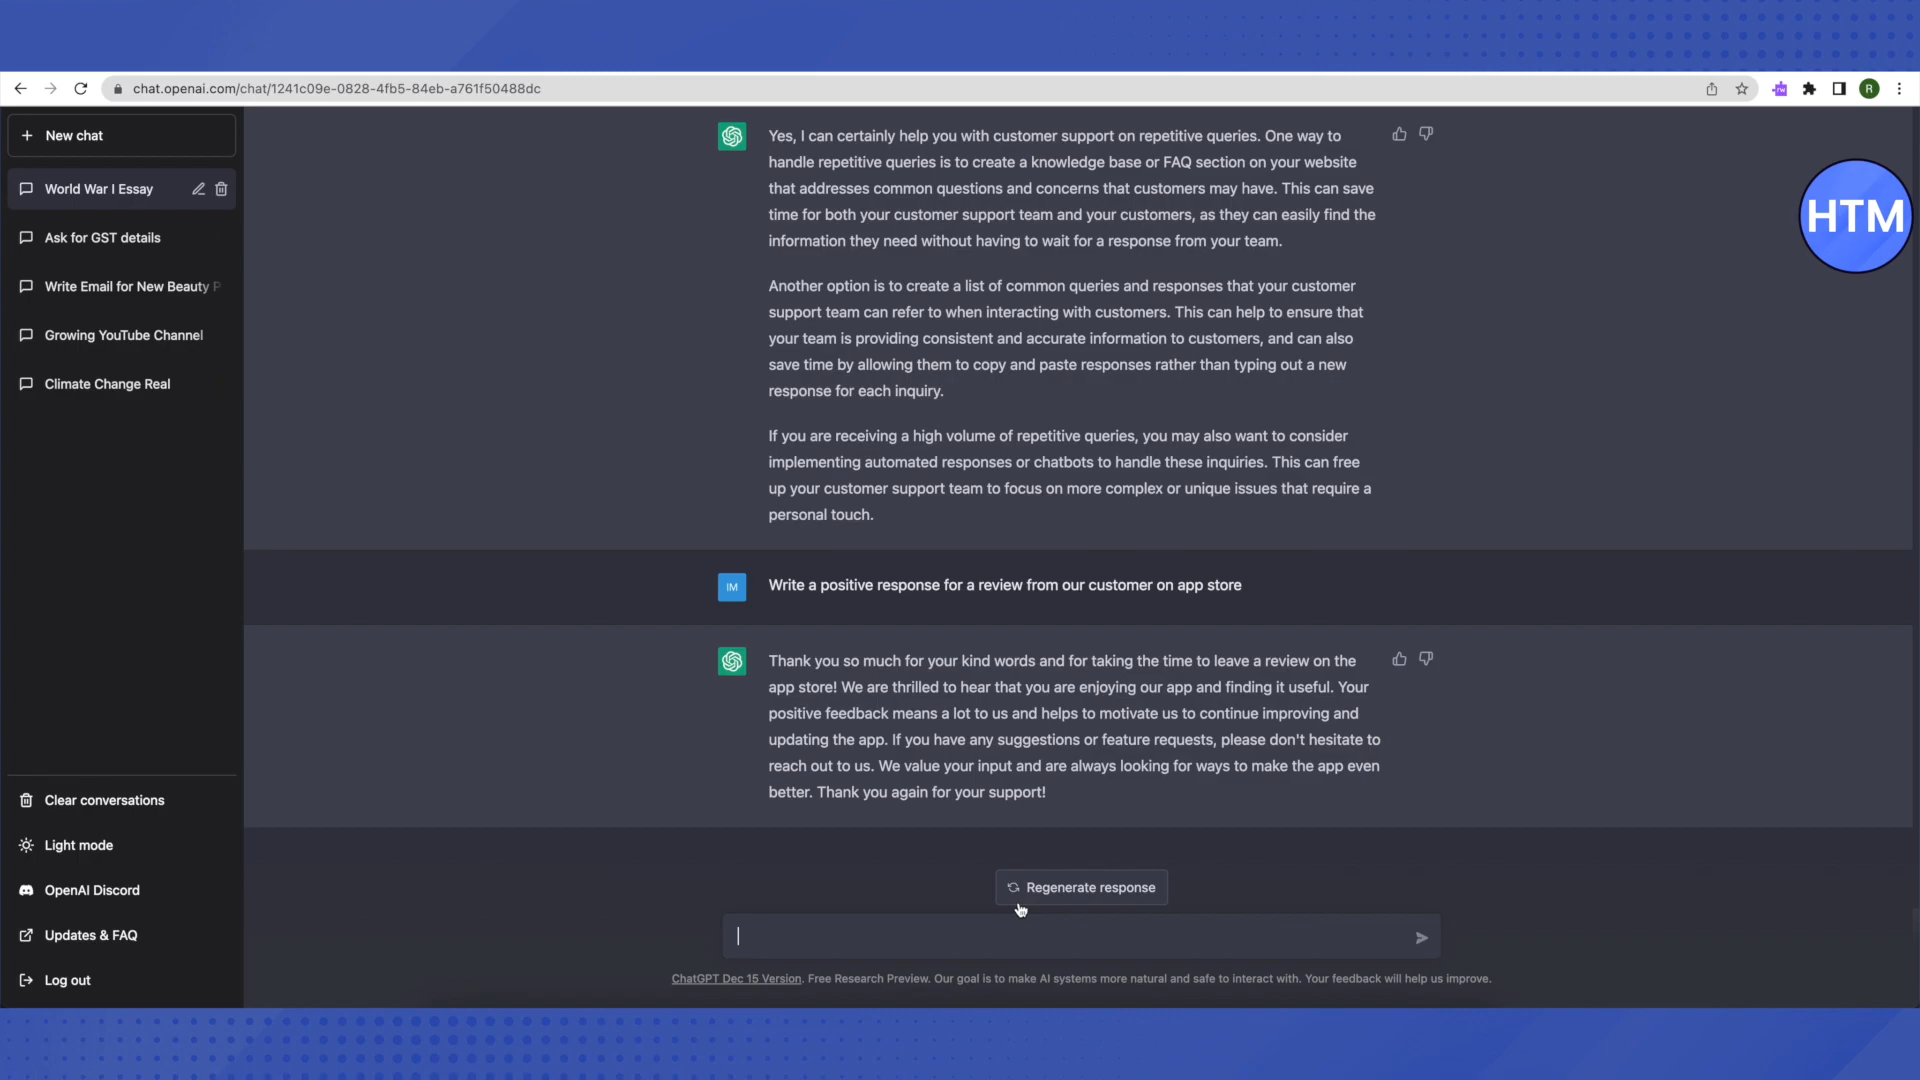 chat.openai.com/chat/1241c09e-0828-4fb5-84eb-a761f50488dc
R
New chat
World War I Essay
Ask for GST details
Write Email for New Beauty P
Growing YouTube Channel
Climate Change Real
Clear conversations
Light mode
OpenAI Discord
Updates & FAQ
Log out
HTM
Yes, I can certainly help you with customer support on repetitive queries. One way to
handle repetitive queries is to create a knowledge base or FAQ section on your website
that addresses common questions and concerns that customers may have. This can save
time for both your customer support team and your customers, as they can easily find the
information they need without having to wait for a response from your team.
Another option is to create a list of common queries and responses that your customer
support team can refer to when interacting with customers. This can help to ensure that
your team is providing consistent and accurate information to customers, and can also
save time by allowing them to copy and paste responses rather than typing out a new
response for each inquiry.
If you are receiving a high volume of repetitive queries, you may also want to consider
implementing automated responses or chatbots to handle these inquiries. This can free
up your customer support team to focus on more complex or unique issues that require a
personal touch.
IM
Write a positive response for a review from our customer on app store
Thank you so much for your kind words and for taking the time to leave a review on the
app store! We are thrilled to hear that you are enjoying our app and finding it useful. Your
positive feedback means a lot to us and helps to motivate us to continue improving and
updating the app. If you have any suggestions or feature requests, please don't hesitate to
reach out to us. We value your input and are always looking for ways to make the app even
better. Thank you again for your support!
Regenerate response
ChatGPT Dec 15 Version. Free Research Preview. Our goal is to make AI systems more natural and safe to interact with. Your feedback will help us improve.